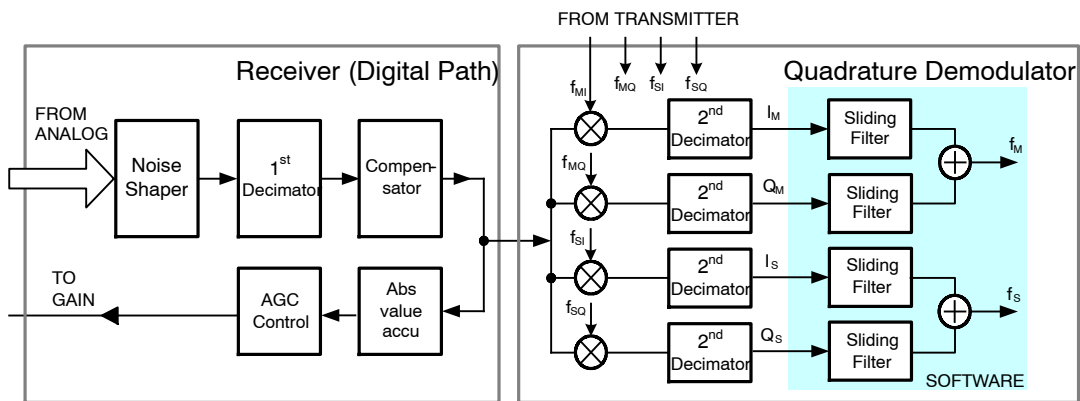 FROM TRANSMITTER
Receiver (Digital Path)
Quadrature Demodulator
FROM
ANALOG
Noise
Shaper
1st
Decimator
Compen-
sator
TO
GAIN
AGC
Control
Abs
value
accu
fMI
fMQ
fSI
fSQ
2nd
Decimator
IM
Sliding
Filter
fM
fMQ
2nd
Decimator
QM
Sliding
Filter
fSI
2nd
Decimator
IS
Sliding
Filter
fS
fSQ
2nd
Decimator
QS
Sliding
Filter
SOFTWARE